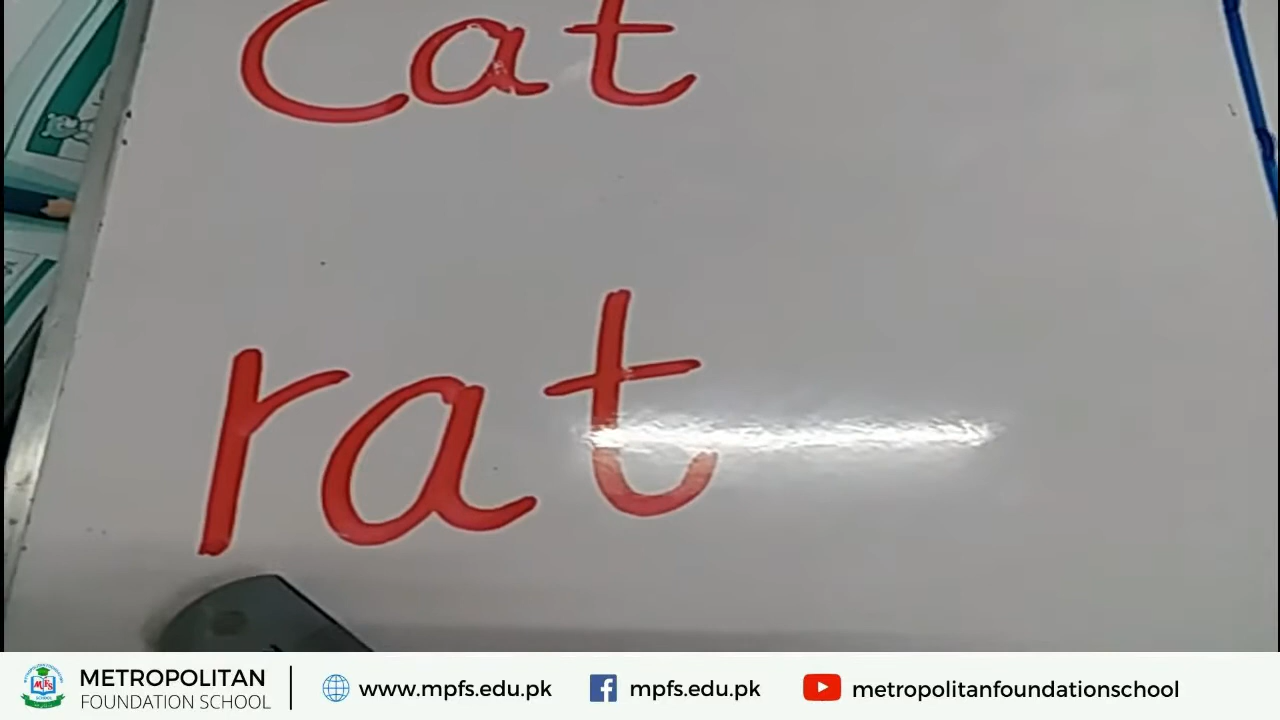 Cat
rat
METROPOLITAN
FOUNDATION SCHOOL
www.mpfs.edu.pk
mpfs.edu.pk
metropolitanfoundationschool